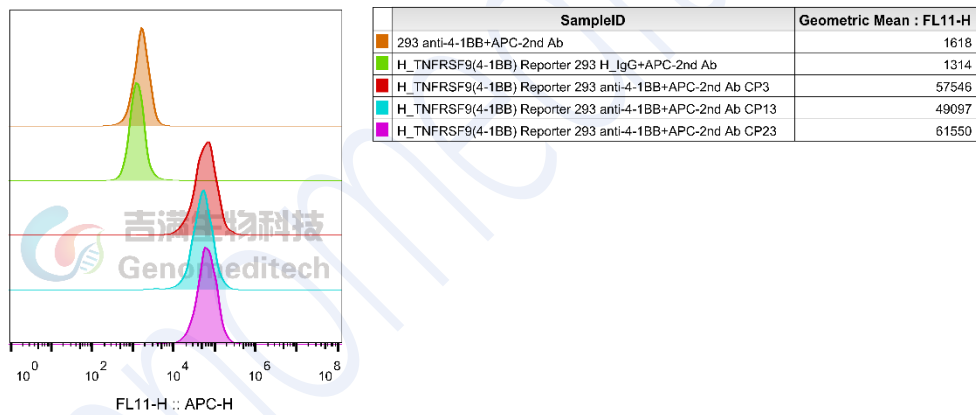 SampleID Geometric Mean : FL11-H
293 anti-4-1BB+APC-2nd Ab 1618
H_TNFRSF9(4-1BB) Reporter 293 H_IgG+APC-2nd Ab 1314
H_TNFRSF9(4-1BB) Reporter 293 anti-4-1BB+APC-2nd Ab CP3 57546
H_TNFRSF9(4-1BB) Reporter 293 anti-4-1BB+APC-2nd Ab CP13 49097
H_TNFRSF9(4-1BB) Reporter 293 anti-4-1BB+APC-2nd Ab CP23 61550
吉满生物科技
Genomeditech
10^0 10^2 10^4 10^6 10^8
FL11-H :: APC-H